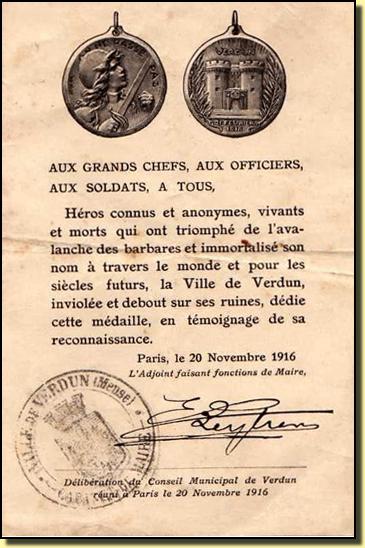 ON NE PASSE PAS
VERDUN
21 FÉVRIER
1916
AUX GRANDS CHEFS, AUX OFFICIERS,
AUX SOLDATS, A TOUS,
Héros connus et anonymes, vivants
et morts qui ont triomphé de l'ava-
lanche des barbares et immortalisé son
nom à travers le monde et pour les
siècles futurs, la Ville de Verdun,
inviolée et debout sur ses ruines, dédie
cette médaille, en témoignage de sa
reconnaissance.
Paris, le 20 Novembre 1916
L'Adjoint faisant fonctions de Maire,
VILLE DE VERDUN (Meuse)
Délibération du Conseil Municipal de Verdun
réuni à Paris le 20 Novembre 1916